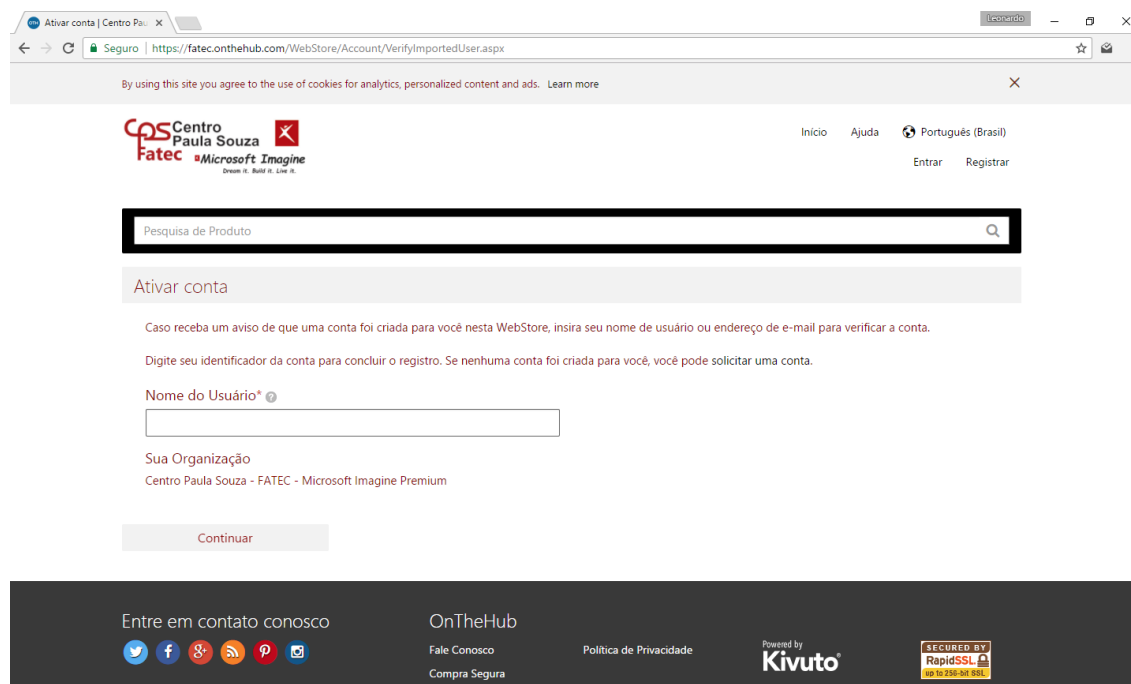 Ativar conta | Centro Pau
Leonardo
Seguro | https://fatec.onthehub.com/WebStore/Account/VerifyImportedUser.aspx
By using this site you agree to the use of cookies for analytics, personalized content and ads. Learn more
CPS Centro Paula Souza
Fatec Microsoft Imagine
Dream it. Build it. Live it.
Início Ajuda Português (Brasil)
Entrar Registrar
Pesquisa de Produto
Ativar conta
Caso receba um aviso de que uma conta foi criada para você nesta WebStore, insira seu nome de usuário ou endereço de e-mail para verificar a conta.
Digite seu identificador da conta para concluir o registro. Se nenhuma conta foi criada para você, você pode solicitar uma conta.
Nome do Usuário*
Sua Organização
Centro Paula Souza - FATEC - Microsoft Imagine Premium
Continuar
Entre em contato conosco
OnTheHub
Fale Conosco
Política de Privacidade
Compra Segura
Powered by
Kivuto
SECURED BY
RapidSSL
up to 256-bit SSL